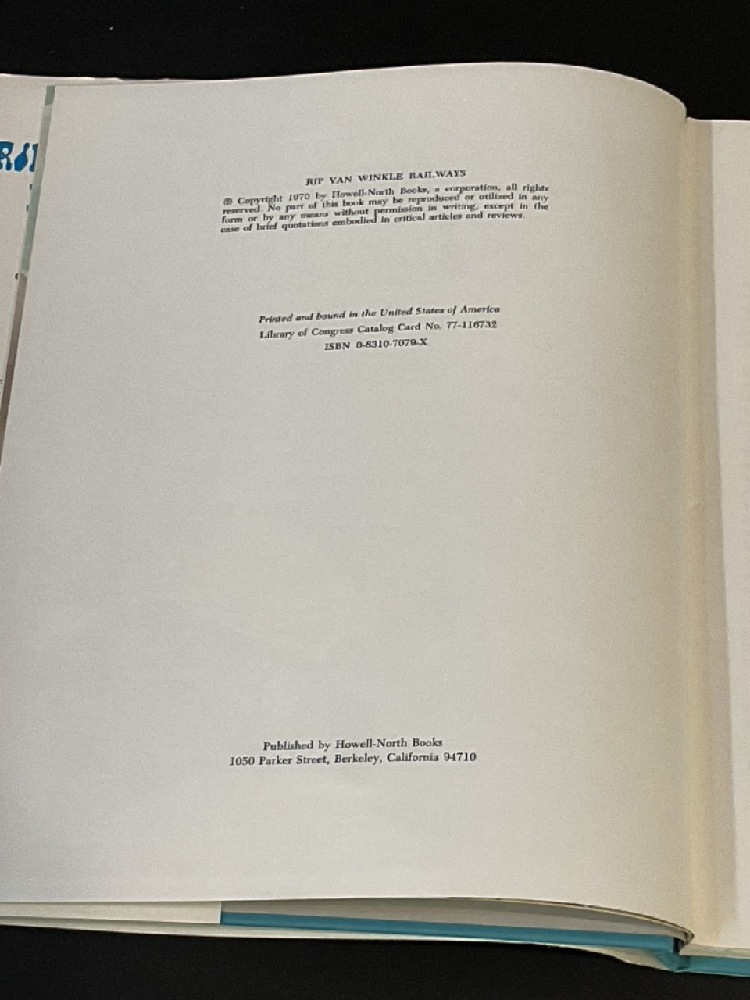 RIP VAN WINKLE RAILWAYS
© Copyright 1970 by Howell-North Books, a corporation, all rights
reserved. No part of this book may be reproduced or utilized in any
form or by any means without permission in writing, except in the
case of brief quotations embodied in critical articles and reviews.
Printed and bound in the United States of America
Library of Congress Catalog Card No. 77-116732
ISBN 0-8310-7079-X
Published by Howell-North Books
1050 Parker Street, Berkeley, California 94710